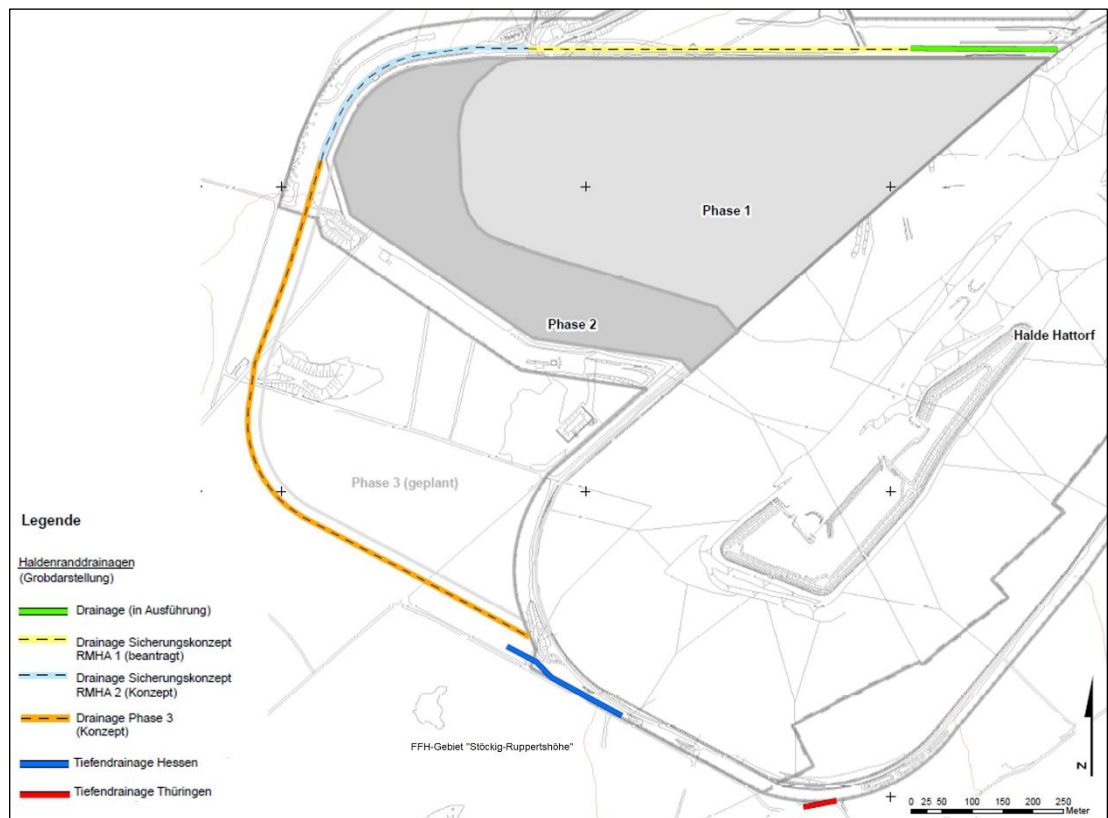 Phase 1
Phase 2
Halde Hattorf
Phase 3 (geplant)
Legende
Haldenranddrainagen
(Grobdarstellung)
Drainage (in Ausführung)
Drainage Sicherungskonzept
RMHA 1 (beantragt)
Drainage Sicherungskonzept
RMHA 2 (Konzept)
Drainage Phase 3
(Konzept)
Tiefendrainage Hessen
Tiefendrainage Thüringen
FFH-Gebiet "Stöckig-Ruppertshöhe"
N
0 25 50 100 150 200 250
Meter